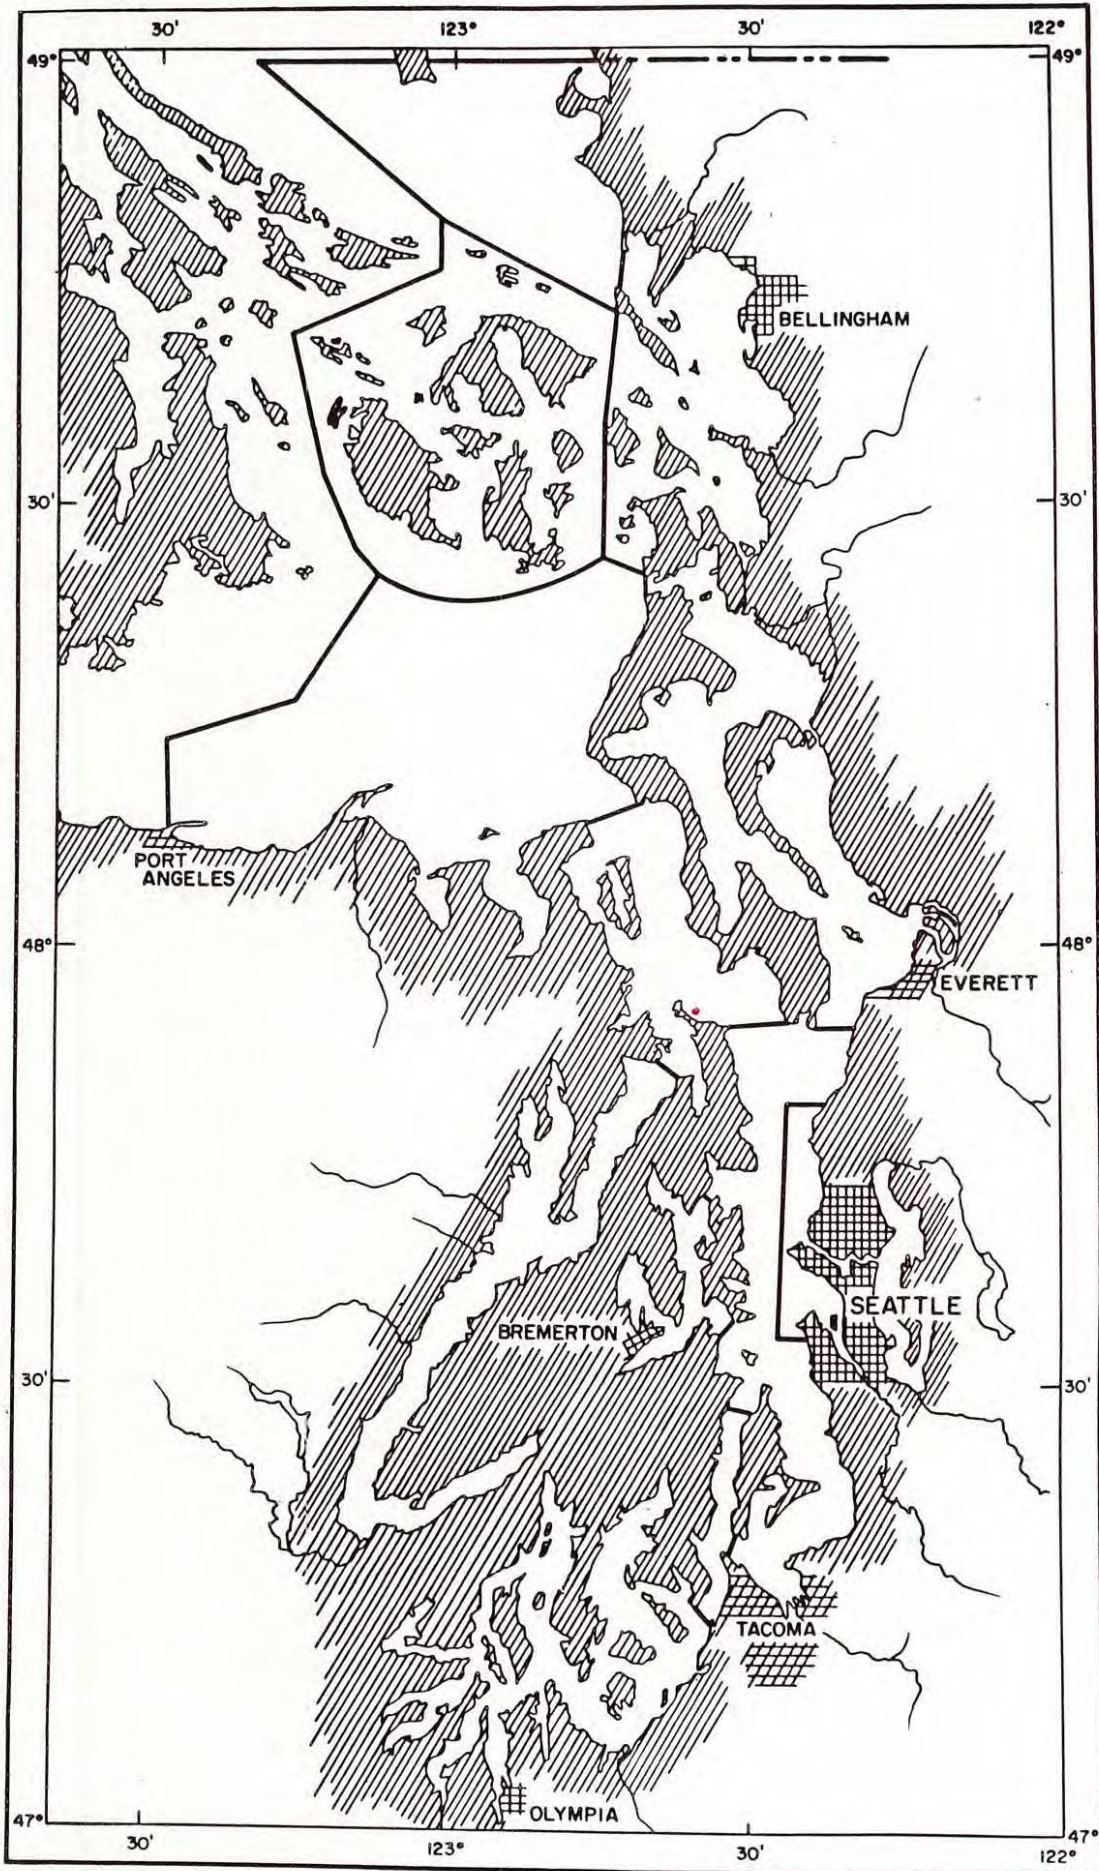 30'
123°
30'
122°
49°
49°
BELLINGHAM
30'
30'
PORT
ANGELES
48°
48°
EVERETT
SEATTLE
BREMERTON
30'
30'
TACOMA
OLYMPIA
47°
47°
30'
123°
30'
122°